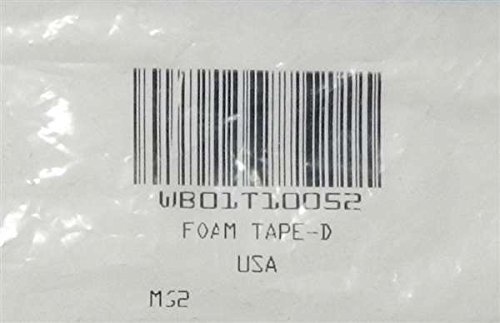 WB01T10052
FOAM TAPE-D
USA
MG2